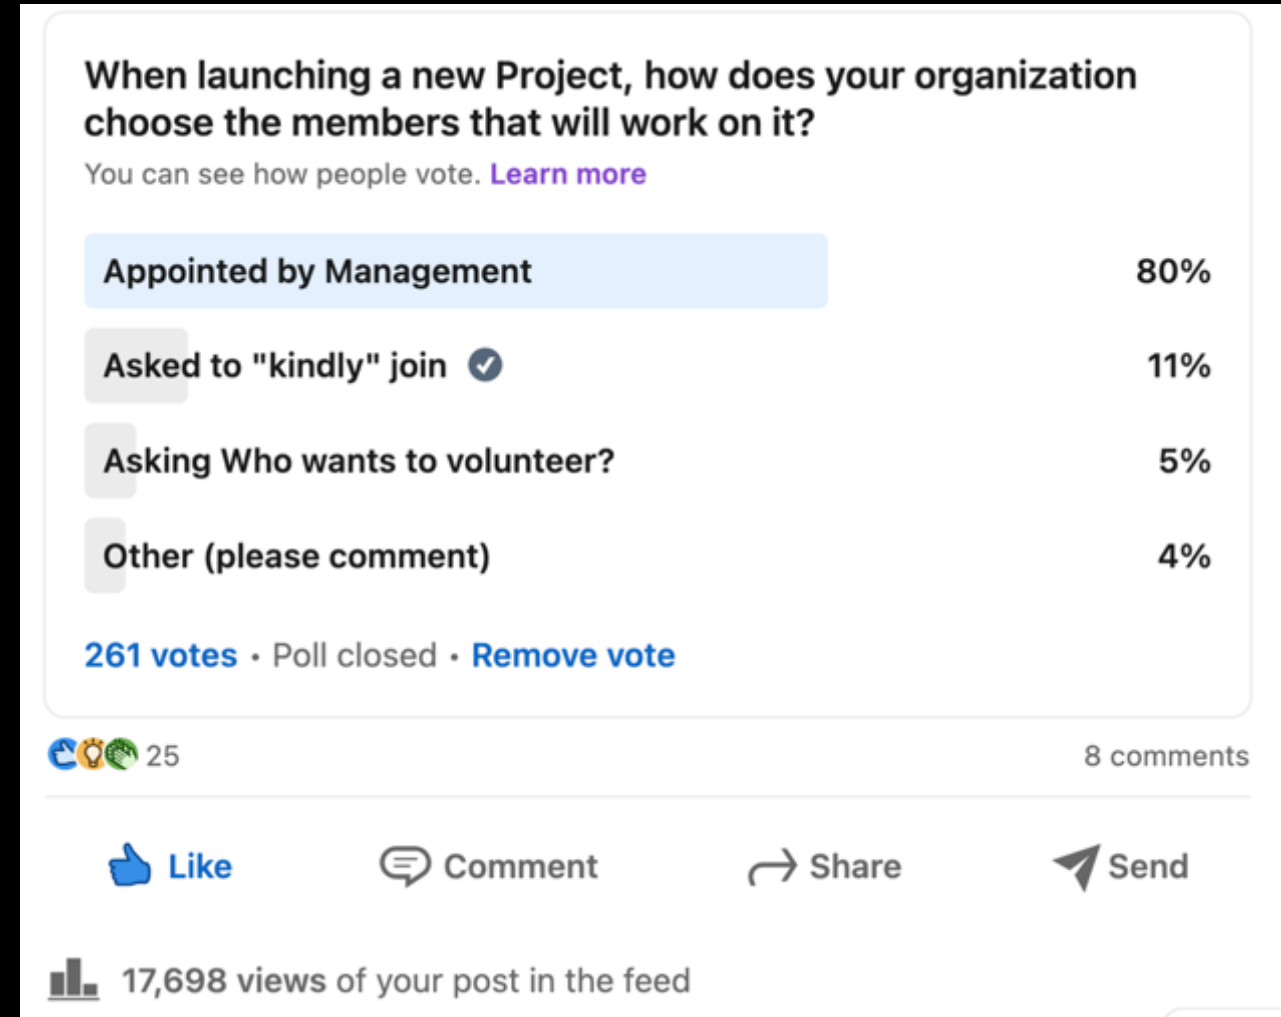 When launching a new Project, how does your organization
choose the members that will work on it?
You can see how people vote. Learn more
Appointed by Management 80%
Asked to "kindly" join 11%
Asking Who wants to volunteer? 5%
Other (please comment) 4%
261 votes • Poll closed • Remove vote
25 8 comments
Like Comment Share Send
17,698 views of your post in the feed